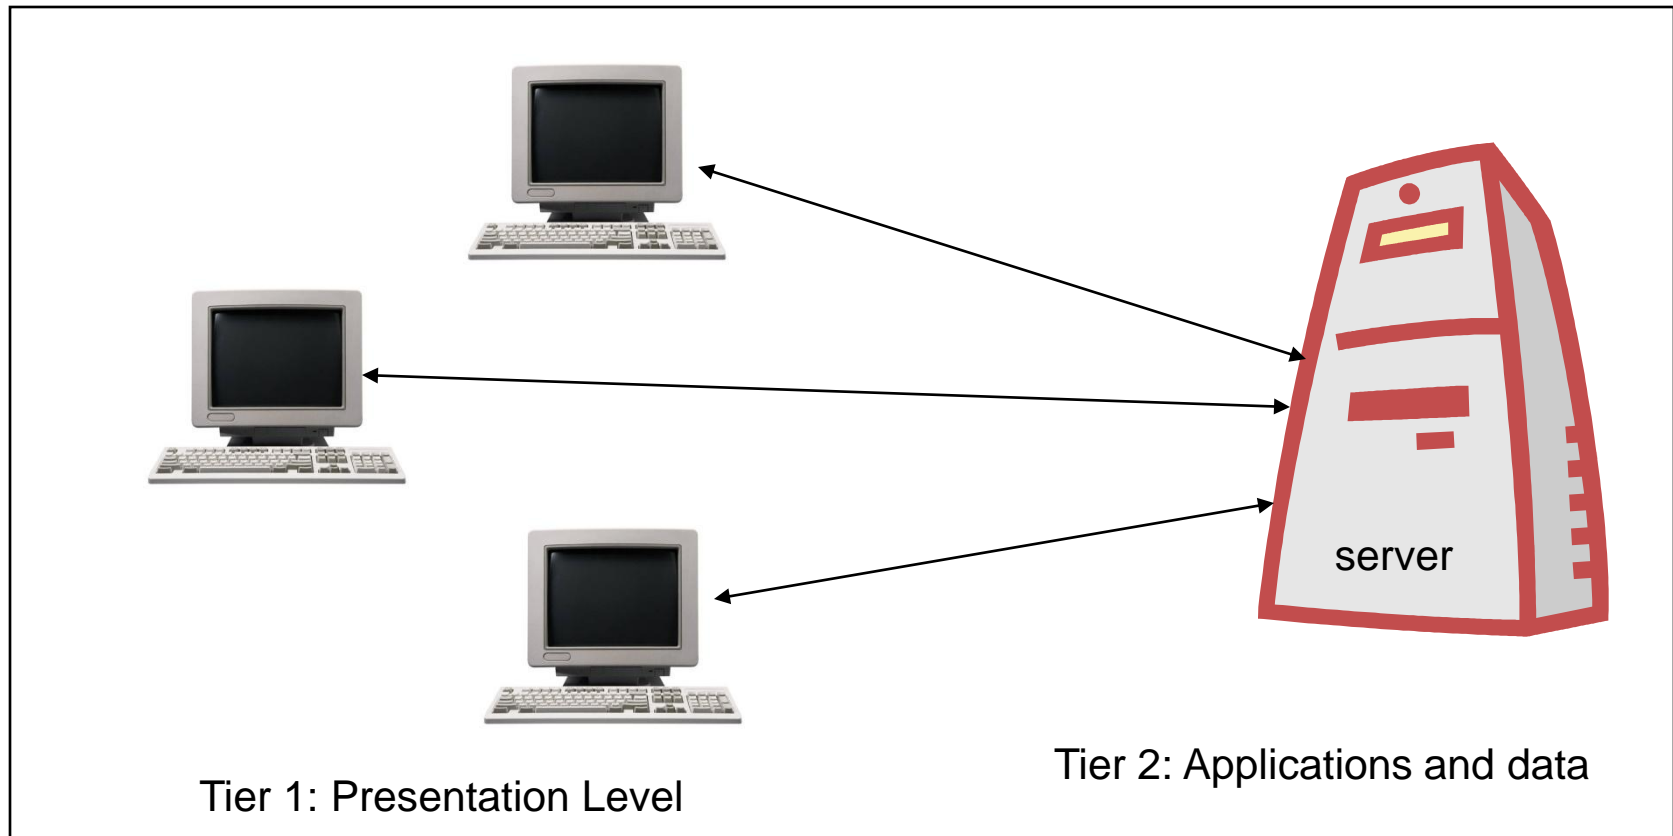 server
Tier 2: Applications and data
Tier 1: Presentation Level